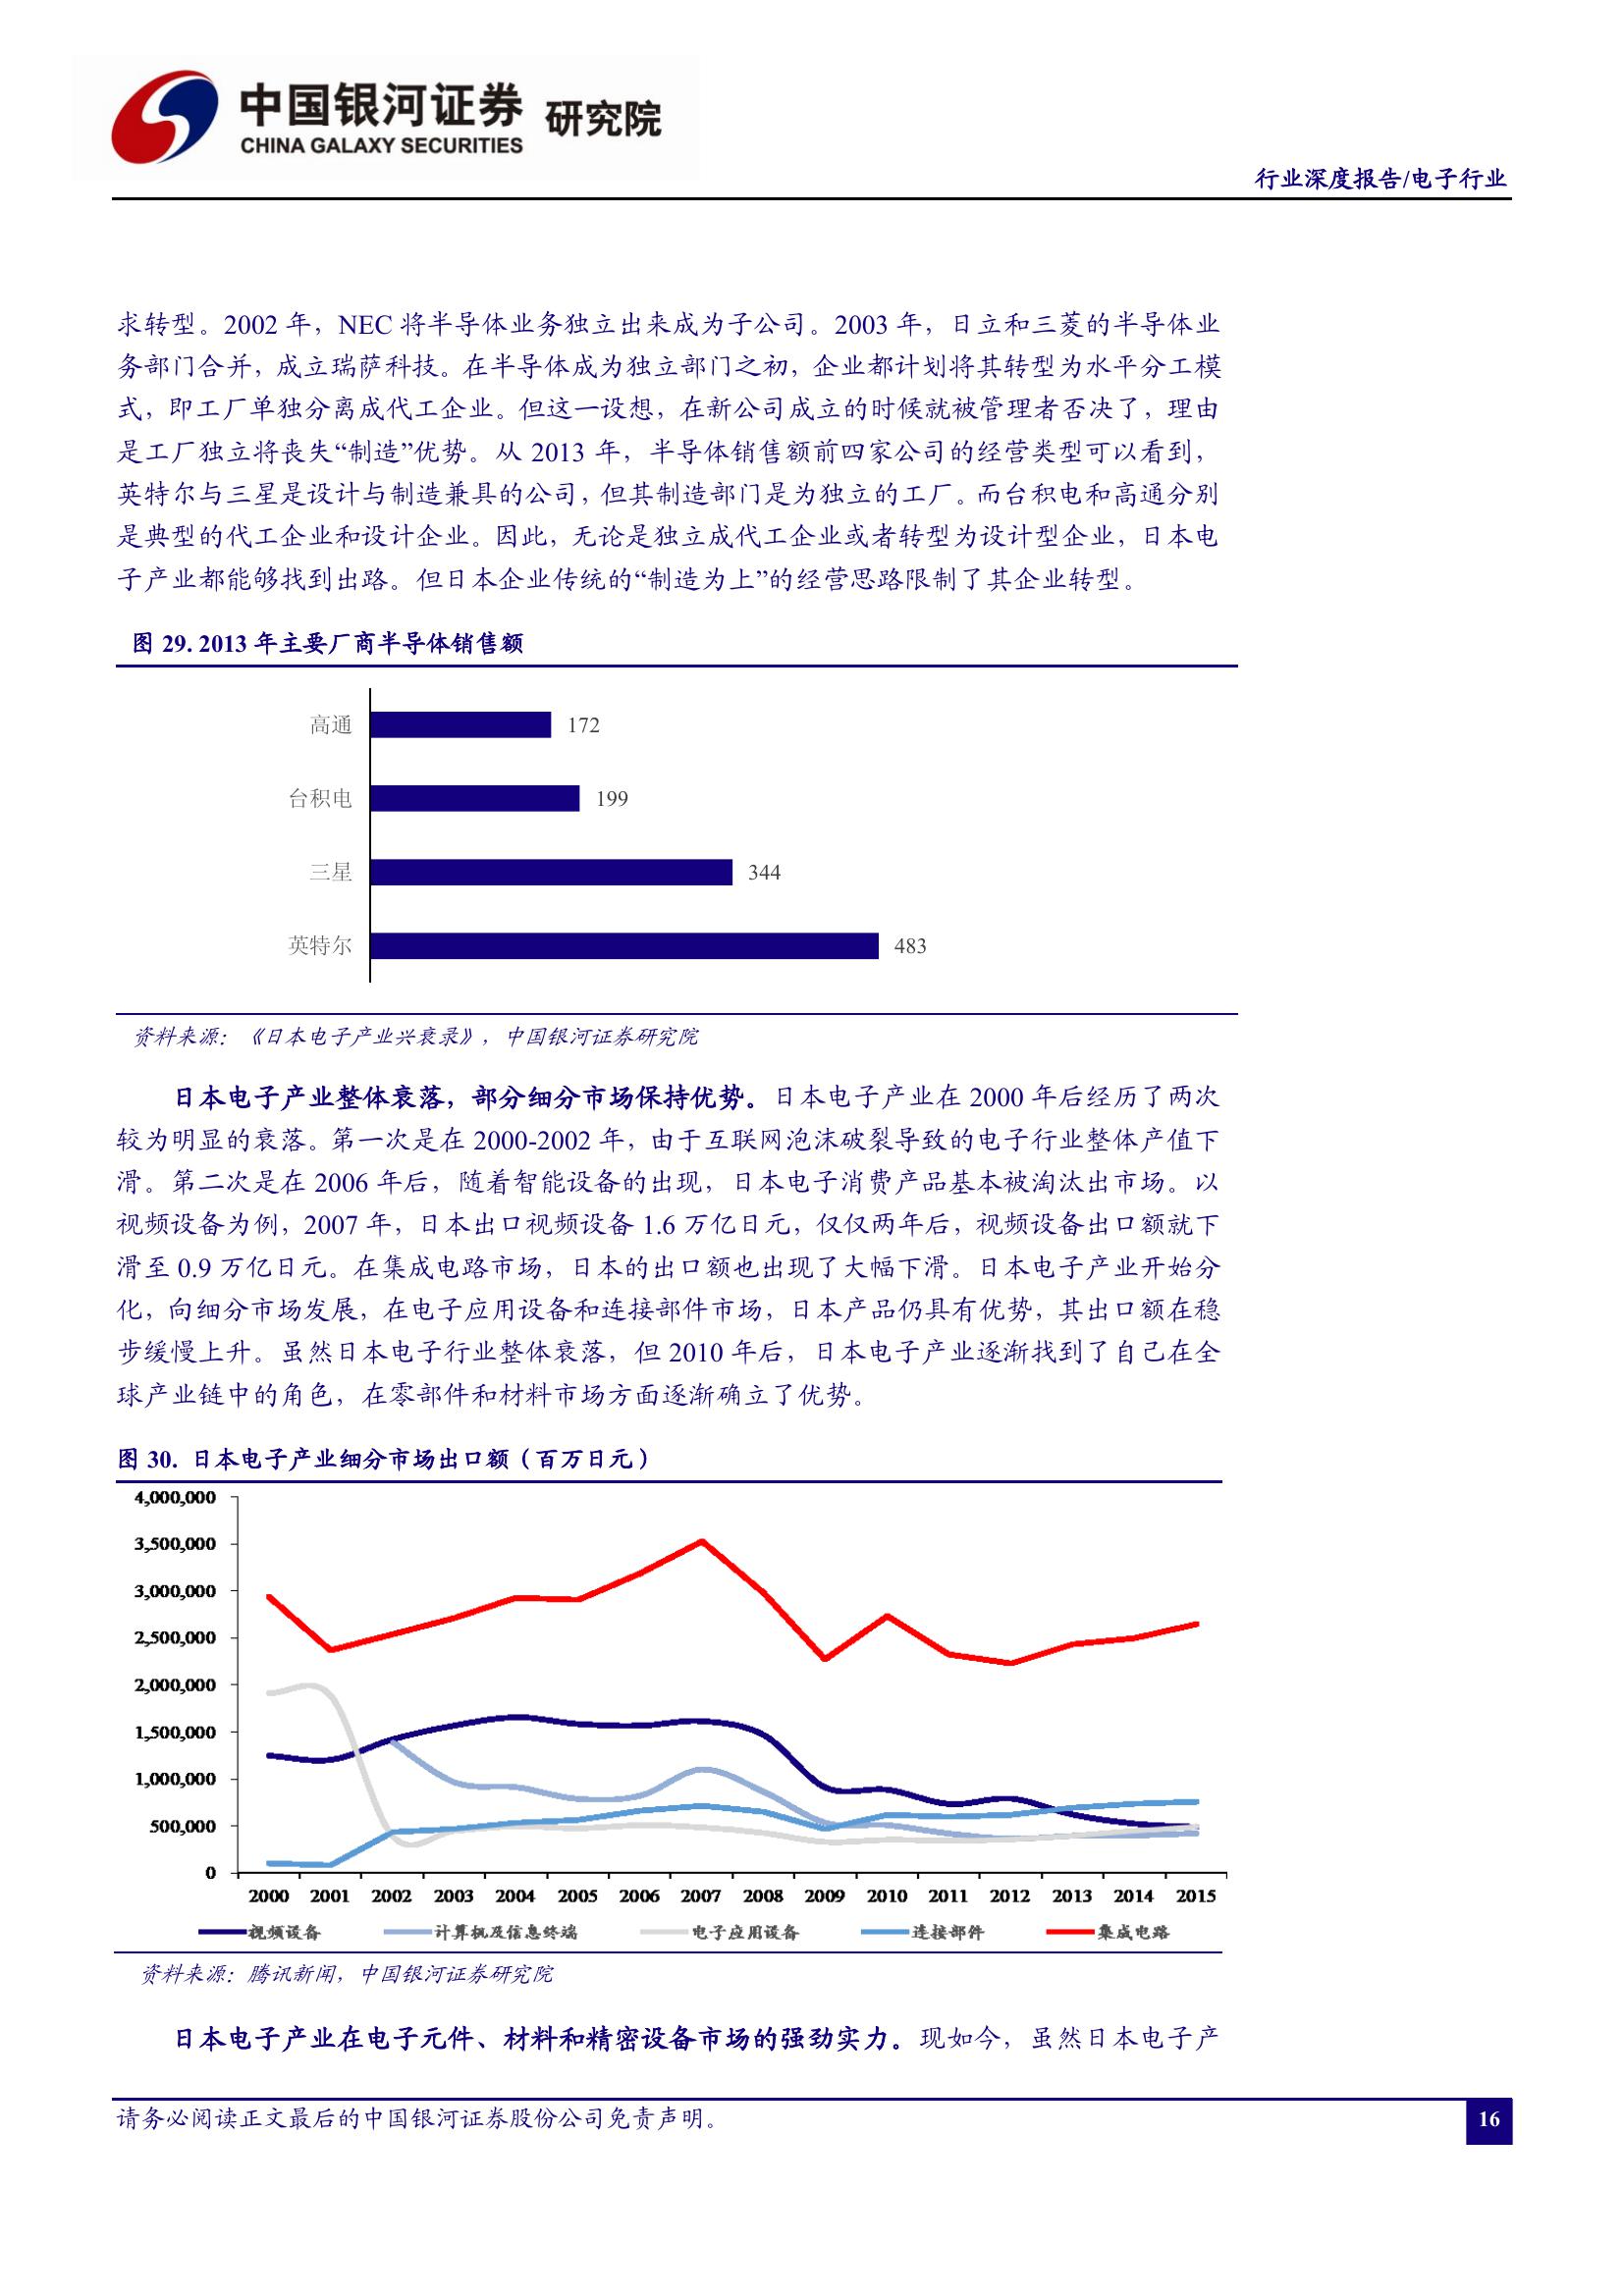 中国银河证券 研究院
CHINA GALAXY SECURITIES
行业深度报告/电子行业
求转型。2002 年，NEC 将半导体业务独立出来成为子公司。2003 年，日立和三菱的半导体业
务部门合并，成立瑞萨科技。在半导体成为独立部门之初，企业都计划将其转型为水平分工模
式，即工厂单独分离成代工企业。但这一设想，在新公司成立的时候就被管理者否决了，理由
是工厂独立将丧失“制造”优势。从 2013 年，半导体销售额前四家公司的经营类型可以看到，
英特尔与三星是设计与制造兼具的公司，但其制造部门是为独立的工厂。而台积电和高通分别
是典型的代工企业和设计企业。因此，无论是独立成代工企业或者转型为设计型企业，日本电
子产业都能够找到出路。但日本企业传统的“制造为上”的经营思路限制了其企业转型。
图 29. 2013 年主要厂商半导体销售额
高通 172
台积电 199
三星 344
英特尔 483
资料来源：《日本电子产业兴衰录》，中国银河证券研究院
日本电子产业整体衰落，部分细分市场保持优势。日本电子产业在 2000 年后经历了两次
较为明显的衰落。第一次是在 2000-2002 年，由于互联网泡沫破裂导致的电子行业整体产值下
滑。第二次是在 2006 年后，随着智能设备的出现，日本电子消费产品基本被淘汰出市场。以
视频设备为例，2007 年，日本出口视频设备 1.6 万亿日元，仅仅两年后，视频设备出口额就下
滑至 0.9 万亿日元。在集成电路市场，日本的出口额也出现了大幅下滑。日本电子产业开始分
化，向细分市场发展，在电子应用设备和连接部件市场，日本产品仍具有优势，其出口额在稳
步缓慢上升。虽然日本电子行业整体衰落，但 2010 年后，日本电子产业逐渐找到了自己在全
球产业链中的角色，在零部件和材料市场方面逐渐确立了优势。
图 30. 日本电子产业细分市场出口额（百万日元）
4,000,000
3,500,000
3,000,000
2,500,000
2,000,000
1,500,000
1,000,000
500,000
0
2000 2001 2002 2003 2004 2005 2006 2007 2008 2009 2010 2011 2012 2013 2014 2015
视频设备 计算机及信息终端 电子应用设备 连接部件 集成电路
资料来源：腾讯新闻，中国银河证券研究院
日本电子产业在电子元件、材料和精密设备市场的强劲实力。现如今，虽然日本电子产
请务必阅读正文最后的中国银河证券股份公司免责声明。
16